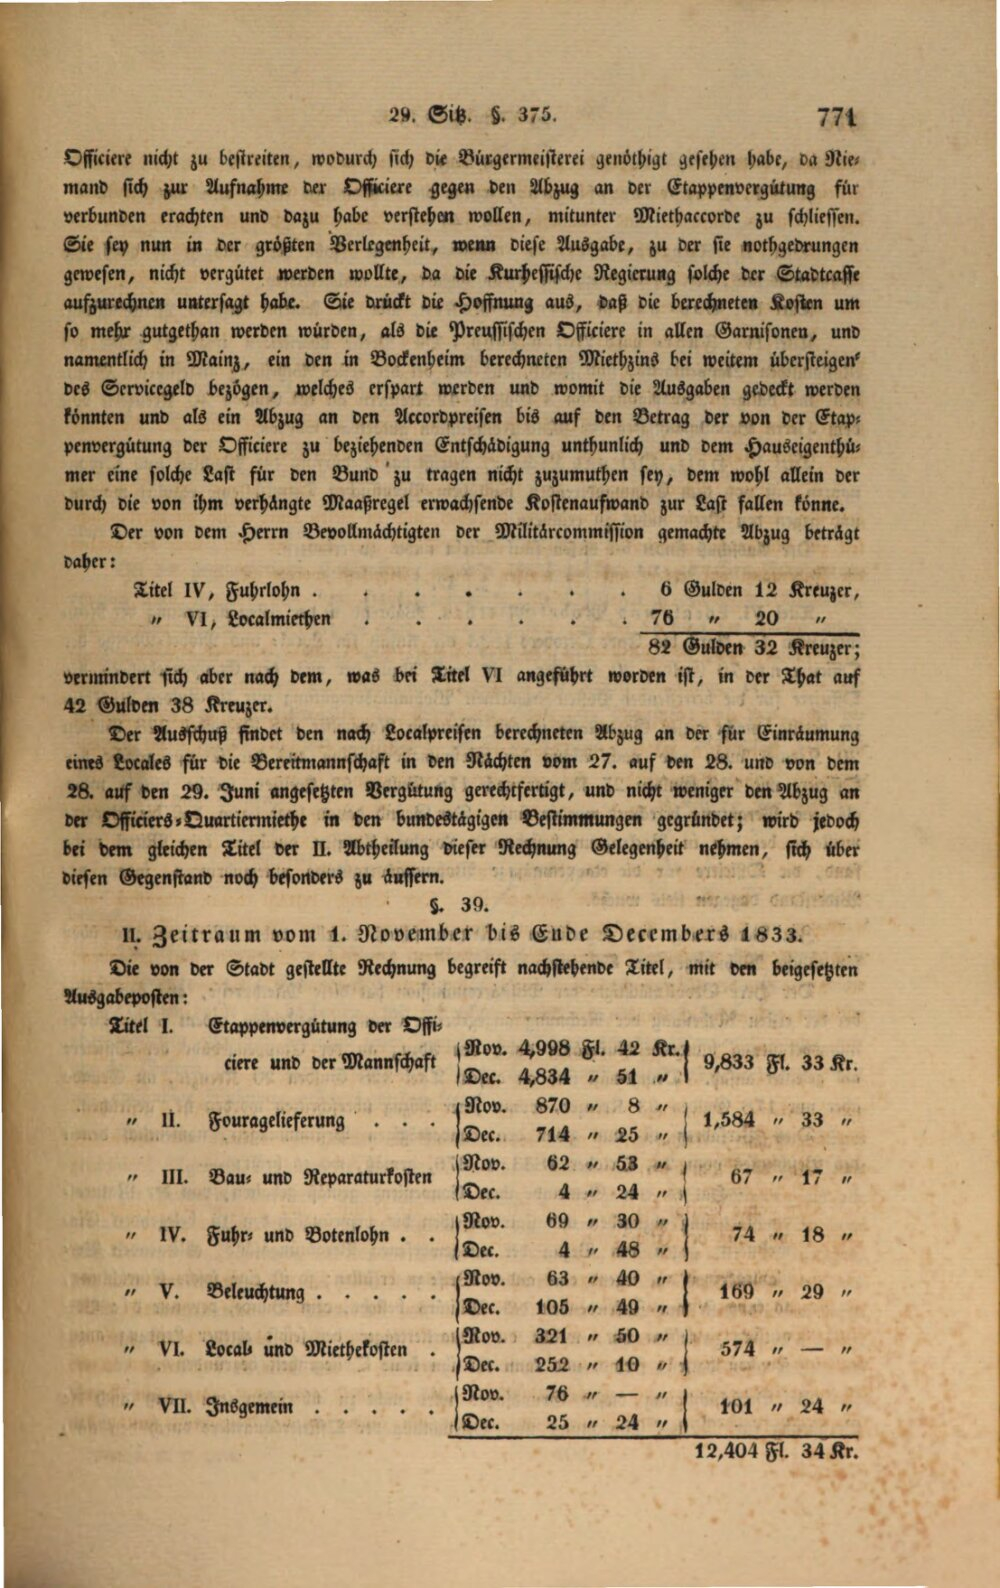 29. Sitz. §. 375. 771
Officiere nicht zu bestreiten, wodurch sich die Bürgermeisterei genöthigt gesehen habe, da Nie-
mand sich zur Aufnahme der Officiere gegen den Abzug an der Etappenvergütung für
verbunden erachten und dazu habe verstehen wollen, mitunter Miethaccorde zu schliessen.
Sie sey nun in der größten Verlegenheit, wenn diese Ausgabe, zu der sie nothgedrungen
gewesen, nicht vergütet werden wollte, da die Kurhessische Regierung solche der Stadtcasse
aufzurechnen untersagt habe. Sie drückt die Hoffnung aus, daß die berechneten Kosten um
so mehr gutgethan werden würden, als die Preussischen Officiere in allen Garnisonen, und
namentlich in Mainz, ein den in Bockenheim berechneten Miethzins bei weitem übersteigen-
des Servicegeld bezögen, welches erspart werden und womit die Ausgaben gedeckt werden
könnten und als ein Abzug an den Accordpreisen bis auf den Betrag der von der Etap-
penvergütung der Officiere zu beziehenden Entschädigung unthunlich und dem Hauseigenthü-
mer eine solche Last für den Bund zu tragen nicht zuzumuthen sey, dem wohl allein der
durch die von ihm verhängte Maaßregel erwachsende Kostenaufwand zur Last fallen könne.
Der von dem Herrn Bevollmächtigten der Militärcommission gemachte Abzug beträgt
daher:
Titel IV, Fuhrlohn . . . . . . . 6 Gulden 12 Kreuzer,
„ VI, Localmiethen . . . . . . 76 „ 20 „
82 Gulden 32 Kreuzer;
vermindert sich aber nach dem, was bei Titel VI angeführt worden ist, in der That auf
42 Gulden 38 Kreuzer.
Der Ausschuß findet den nach Localpreisen berechneten Abzug an der für Einräumung
eines Locales für die Bereitmannschaft in den Nächten vom 27. auf den 28. und von dem
28. auf den 29. Juni angesetzten Vergütung gerechtfertigt, und nicht weniger den Abzug an
der Officiers-Quartiermiethe in den bundestägigen Bestimmungen gegründet; wird jedoch
bei dem gleichen Titel der II. Abtheilung dieser Rechnung Gelegenheit nehmen, sich über
diesen Gegenstand noch besonders zu äussern.
§. 39.
II. Zeitraum vom 1. November bis Ende Decembers 1833.
Die von der Stadt gestellte Rechnung begreift nachstehende Titel, mit den beigesetzten
Ausgabeposten:
Titel I. Etappenvergütung der Offi-
ciere und der Mannschaft { Nov. 4,998 Fl. 42 Kr. } 9,833 Fl. 33 Kr.
Dec. 4,834 „ 51 „
„ II. Fouragelieferung . . . { Nov. 870 „ 8 „ } 1,584 „ 33 „
Dec. 714 „ 25 „
„ III. Bau- und Reparaturkosten { Nov. 62 „ 53 „ } 67 „ 17 „
Dec. 4 „ 24 „
„ IV. Fuhr- und Botenlohn . . { Nov. 69 „ 30 „ } 74 „ 18 „
Dec. 4 „ 48 „
„ V. Beleuchtung . . . . . { Nov. 63 „ 40 „ } 169 „ 29 „
Dec. 105 „ 49 „
„ VI. Local- und Miethekosten . { Nov. 321 „ 50 „ } 574 „ — „
Dec. 252 „ 10 „
„ VII. Insgemein . . . . . { Nov. 76 „ — „ } 101 „ 24 „
Dec. 25 „ 24 „
12,404 Fl. 34 Kr.